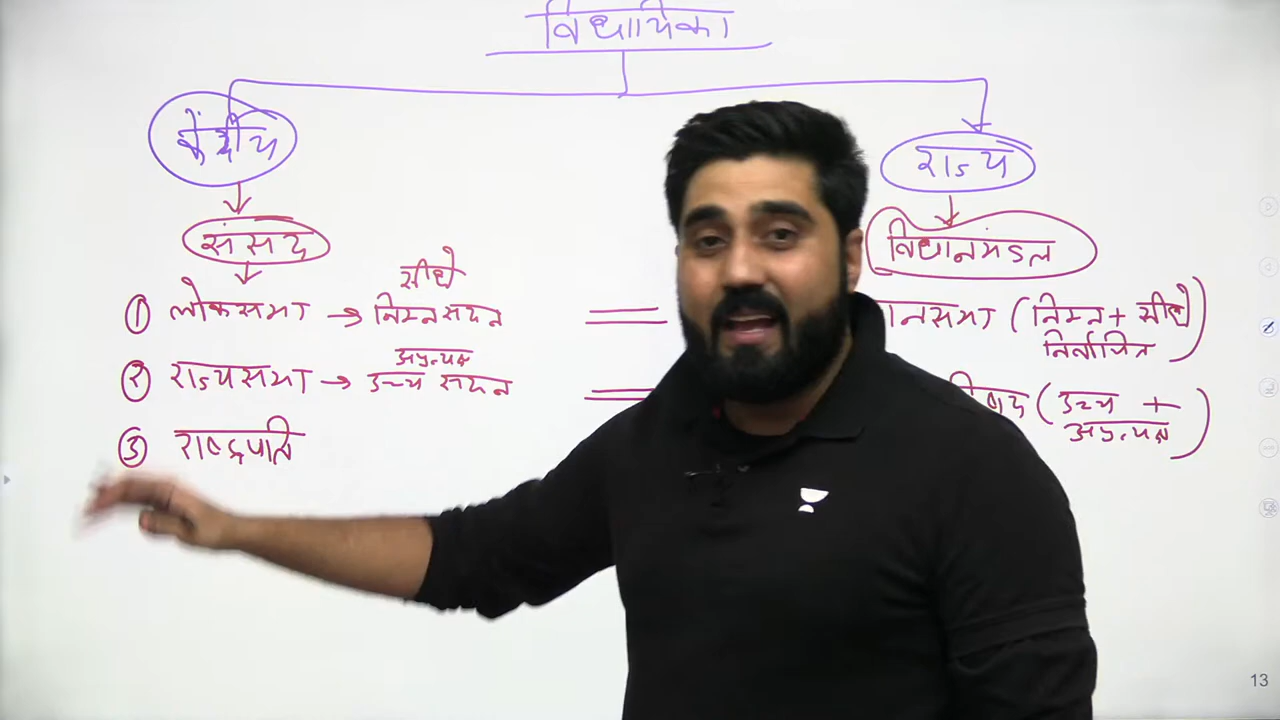 विधायिका
केंद्रीय
राज्य
संसद
विधानमंडल
सीधे
① लोकसभा → निम्नसदन
= ानसभा (निम्न + सीधे
निर्वाचित)
अप्रत्यक्ष
② राज्यसभा → उच्च सदन
= (उच्च +
अप्रत्यक्ष)
③ राष्ट्रपति
13